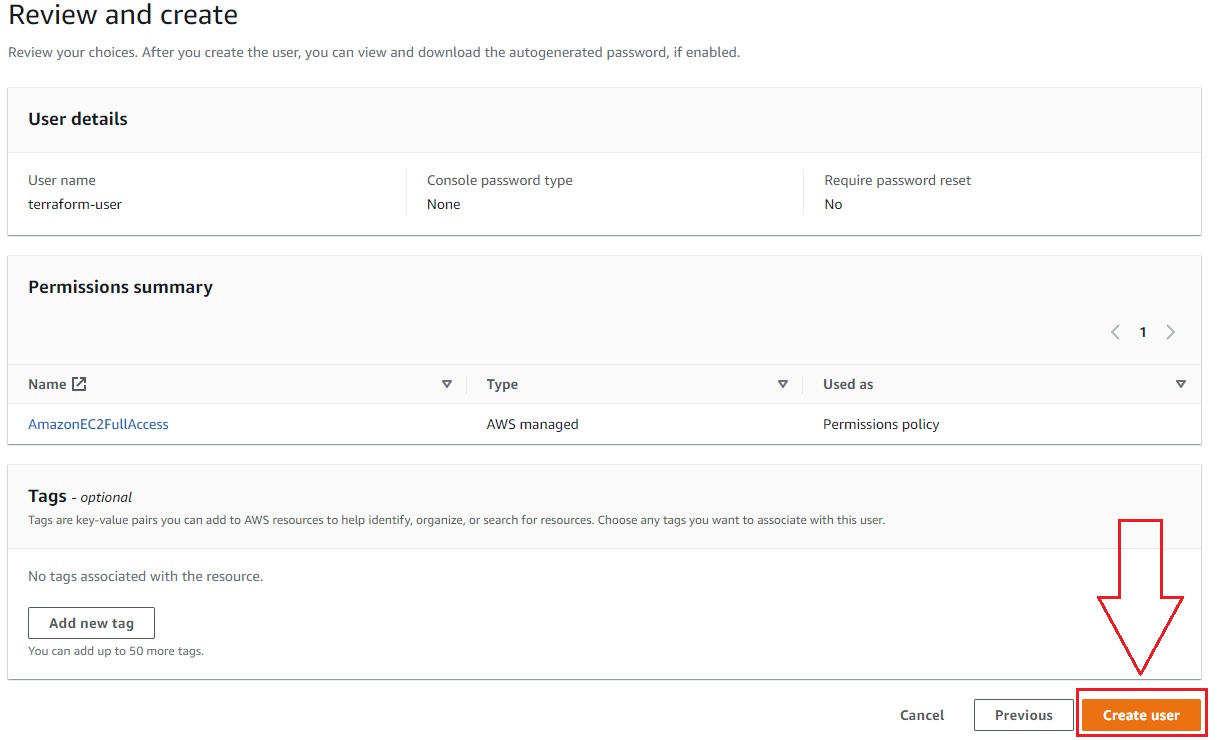 Review and create
Review your choices. After you create the user, you can view and download the autogenerated password, if enabled.
User details
User name
Console password type
Require password reset
terraform-user
None
No
Permissions summary
1
Name
Type
Used as
AmazonEC2FullAccess
AWS managed
Permissions policy
Tags - optional
Tags are key-value pairs you can add to AWS resources to help identify, organize, or search for resources. Choose any tags you want to associate with this user.
No tags associated with the resource.
Add new tag
You can add up to 50 more tags.
Cancel
Previous
Create user